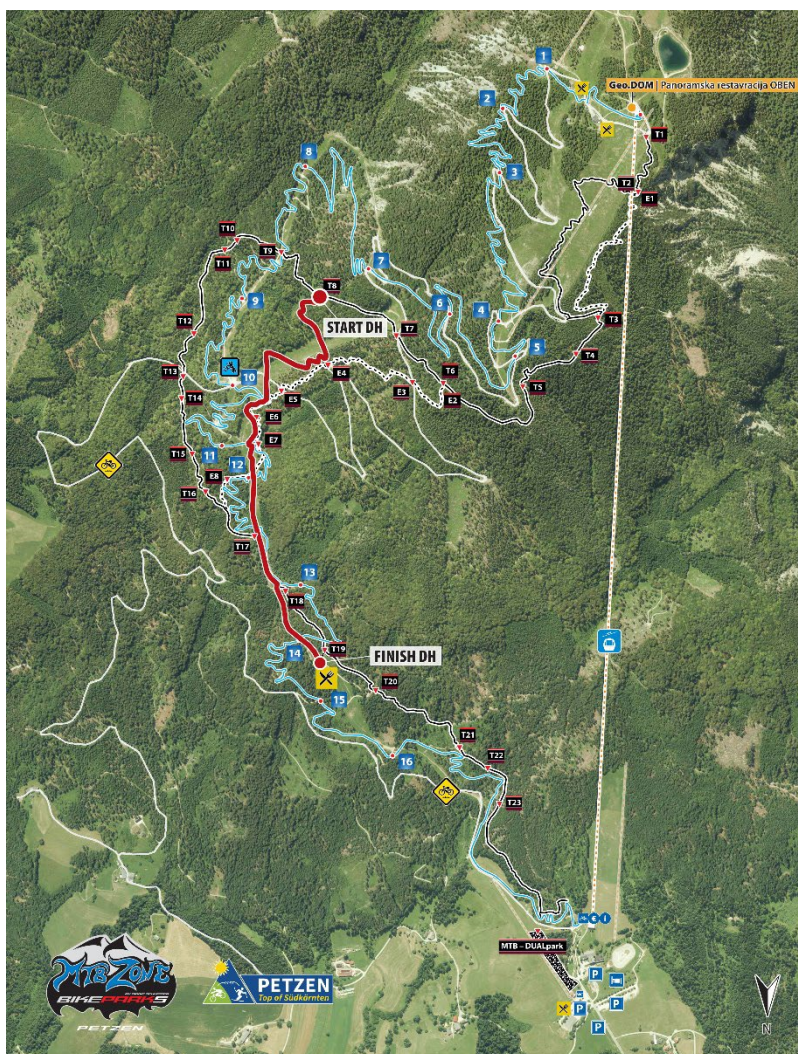 1
Geo.DOM | Panoramska restavracija OBEN
2
T1
8
3
T2
E1
T10
T9
T11
7
T8
9
6
4
T3
START DH
T12
T7
5
T4
E4
T13
10
E5
E3
T6
E2
T5
T14
E6
11
E7
T15
12
E8
T16
T17
13
T18
14
T19
FINISH DH
T20
15
T21
16
T22
T23
MTB – DUALpark
€ i
MTB ZONE
BIKEPARKS
PETZEN
PETZEN
Top of Südkärnten
P
P
P
P
N